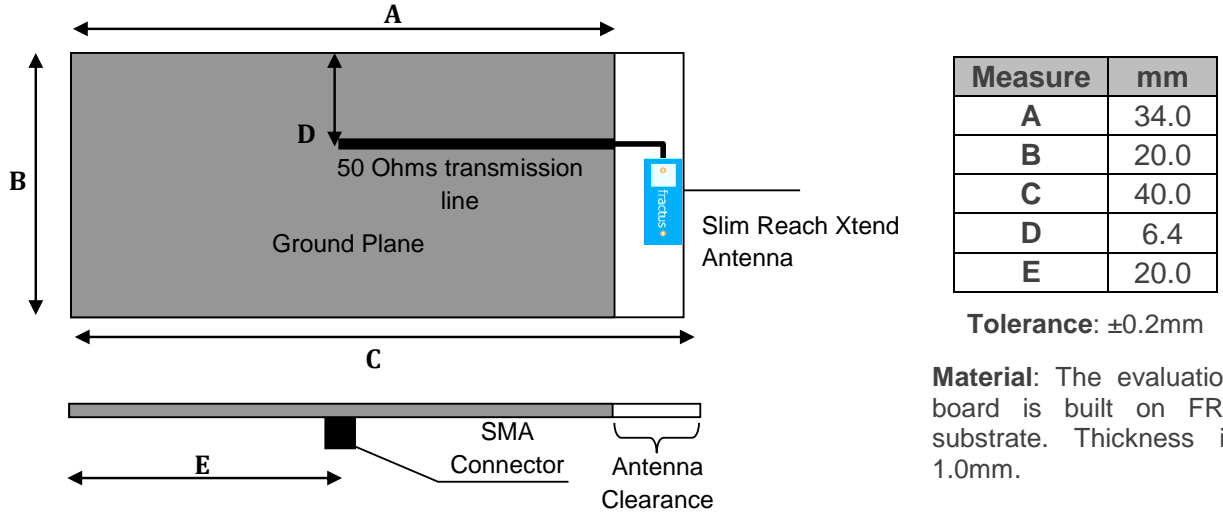 A
D
B
50 Ohms transmission
line
Ground Plane
fractus
Slim Reach Xtend
Antenna
C
SMA
Connector
E
Antenna
Clearance
Measure mm
A 34.0
B 20.0
C 40.0
D 6.4
E 20.0
Tolerance: ±0.2mm
Material: The evaluatio
board is built on FR
substrate. Thickness i
1.0mm.